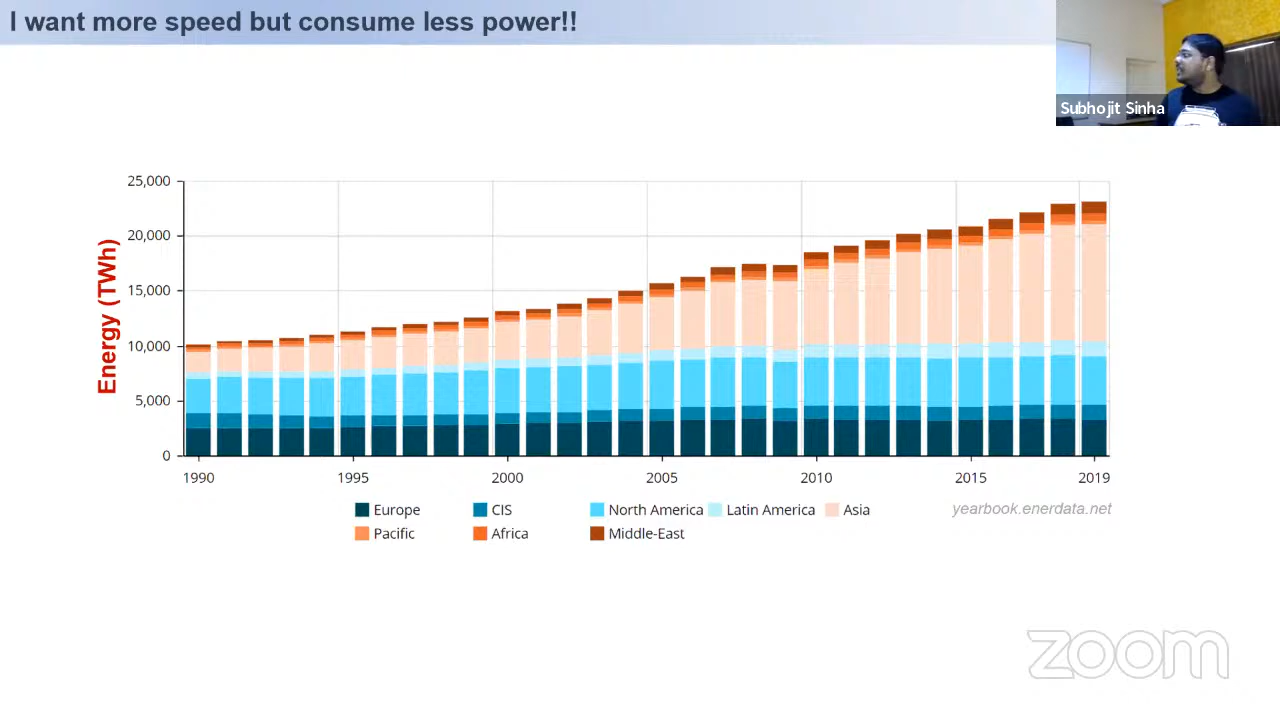 I want more speed but consume less power!!
Subhojit Sinha
Energy (TWh)
25,000
20,000
15,000
10,000
5,000
0
1990 1995 2000 2005 2010 2015 2019
Europe CIS North America Latin America Asia
Pacific Africa Middle-East
yearbook.enerdata.net
zoom